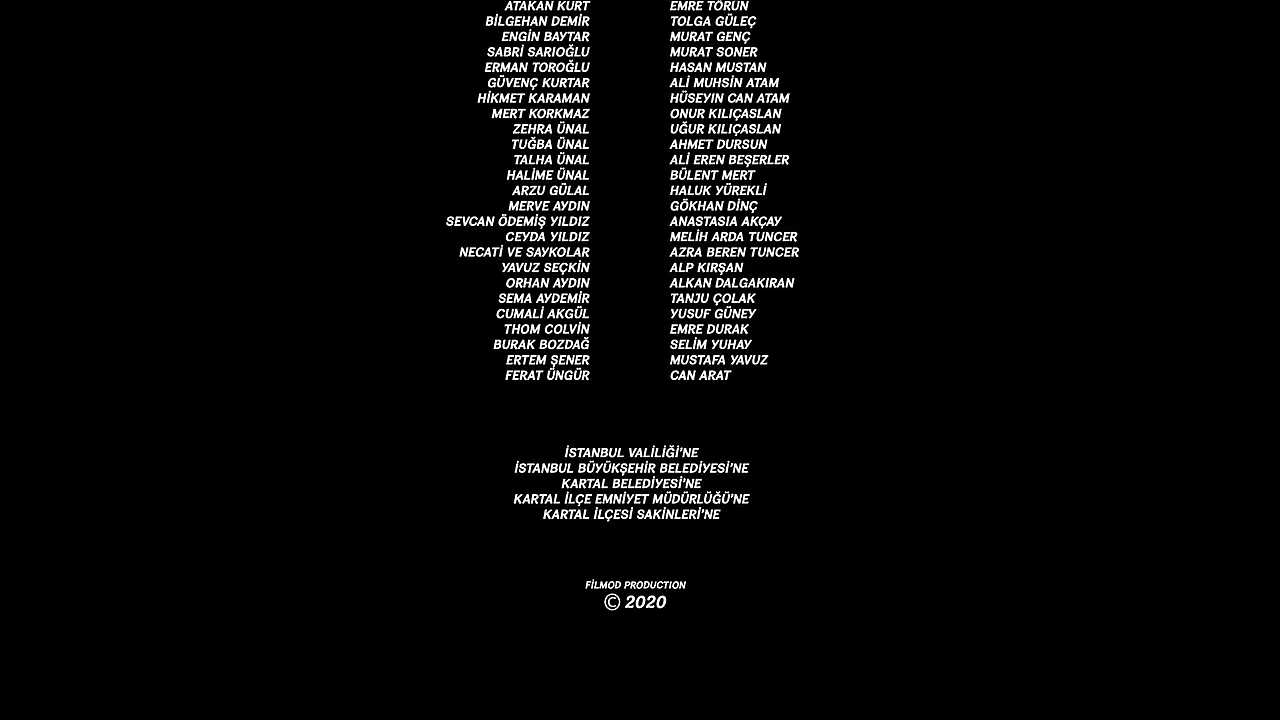 ATAKAN KURT EMRE TORUN
BİLGEHAN DEMİR TOLGA GÜLEÇ
ENGİN BAYTAR MURAT GENÇ
SABRİ SARIOĞLU MURAT SONER
ERMAN TOROĞLU HASAN MUSTAN
GÜVENÇ KURTAR ALİ MUHSİN ATAM
HİKMET KARAMAN HÜSEYIN CAN ATAM
MERT KORKMAZ ONUR KILIÇASLAN
ZEHRA ÜNAL UĞUR KILIÇASLAN
TUĞBA ÜNAL AHMET DURSUN
TALHA ÜNAL ALİ EREN BEŞERLER
HALİME ÜNAL BÜLENT MERT
ARZU GÜLAL HALUK YÜREKLİ
MERVE AYDIN GÖKHAN DİNÇ
SEVCAN ÖDEMİŞ YILDIZ ANASTASIA AKÇAY
CEYDA YILDIZ MELİH ARDA TUNCER
NECATİ VE SAYKOLAR AZRA BEREN TUNCER
YAVUZ SEÇKİN ALP KIRŞAN
ORHAN AYDIN ALKAN DALGAKIRAN
SEMA AYDEMİR TANJU ÇOLAK
CUMALİ AKGÜL YUSUF GÜNEY
THOM COLVİN EMRE DURAK
BURAK BOZDAĞ SELİM YUHAY
ERTEM ŞENER MUSTAFA YAVUZ
FERAT ÜNGÜR CAN ARAT
İSTANBUL VALİLİĞİ'NE
İSTANBUL BÜYÜKŞEHİR BELEDİYESİ'NE
KARTAL BELEDİYESİ'NE
KARTAL İLÇE EMNİYET MÜDÜRLÜĞÜ'NE
KARTAL İLÇESİ SAKİNLERİ'NE
FİLMOD PRODUCTION
© 2020